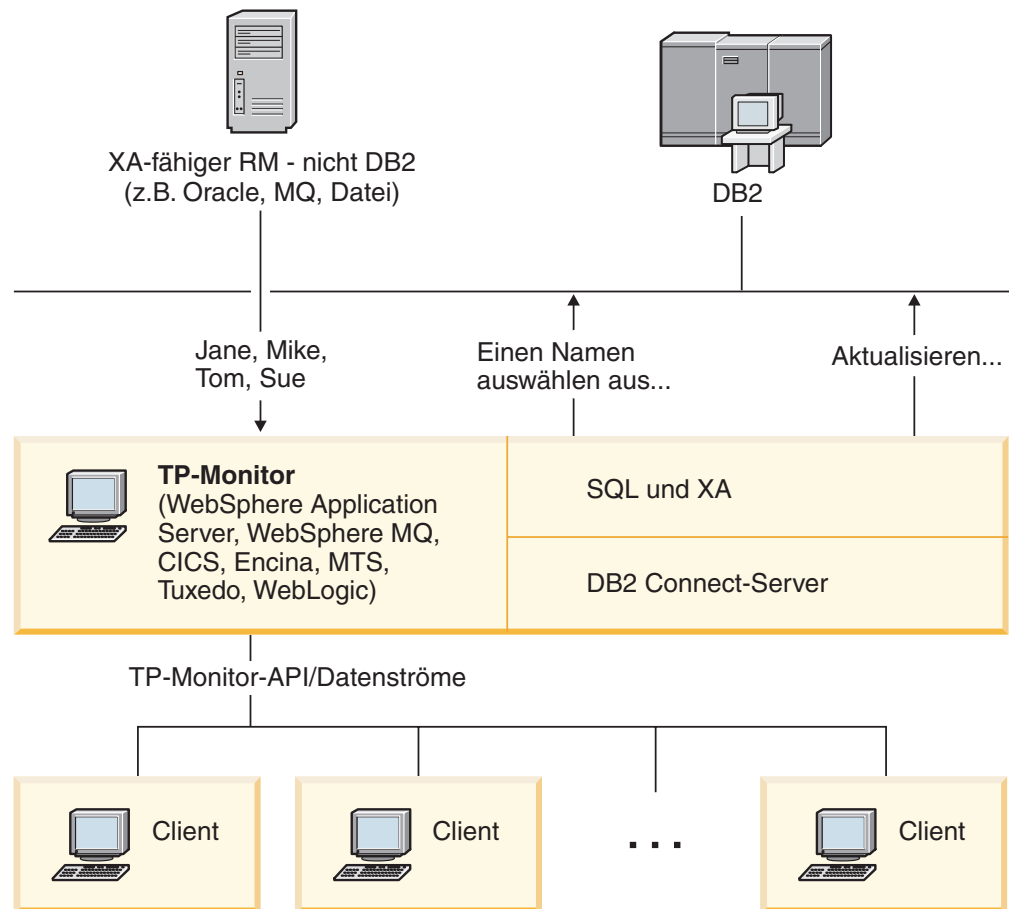 XA-fähiger RM - nicht DB2
(z.B. Oracle, MQ, Datei)
DB2
Jane, Mike,
Tom, Sue
Einen Namen
auswählen aus...
Aktualisieren...
TP-Monitor
(WebSphere Application
Server, WebSphere MQ,
CICS, Encina, MTS,
Tuxedo, WebLogic)
SQL und XA
DB2 Connect-Server
TP-Monitor-API/Datenströme
Client
Client
. . .
Client